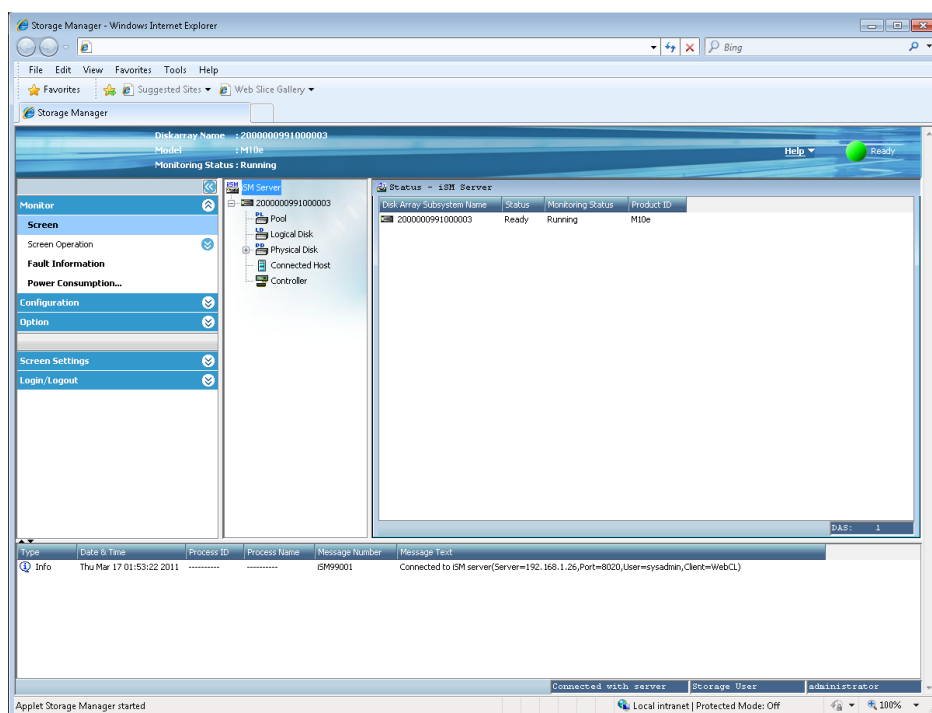 Storage Manager - Windows Internet Explorer
Bing
File Edit View Favorites Tools Help
Favorites Suggested Sites Web Slice Gallery
Storage Manager
Diskarray Name : 2000000991000003
Model : M10e
Monitoring Status : Running
Help Ready
Monitor
Screen
Screen Operation
Fault Information
Power Consumption...
Configuration
Option
Screen Settings
Login/Logout
iSM Server
2000000991000003
PL Pool
LD Logical Disk
PD Physical Disk
Connected Host
Controller
Status - iSM Server
Disk Array Subsystem Name Status Monitoring Status Product ID
2000000991000003 Ready Running M10e
DAS: 1
Type Date & Time Process ID Process Name Message Number Message Text
Info Thu Mar 17 01:53:22 2011 ---------- ---------- iSM99001 Connected to iSM server(Server=192.168.1.26,Port=8020,User=sysadmin,Client=WebCL)
Connected with server Storage User administrator
Applet Storage Manager started Local intranet | Protected Mode: Off 100%